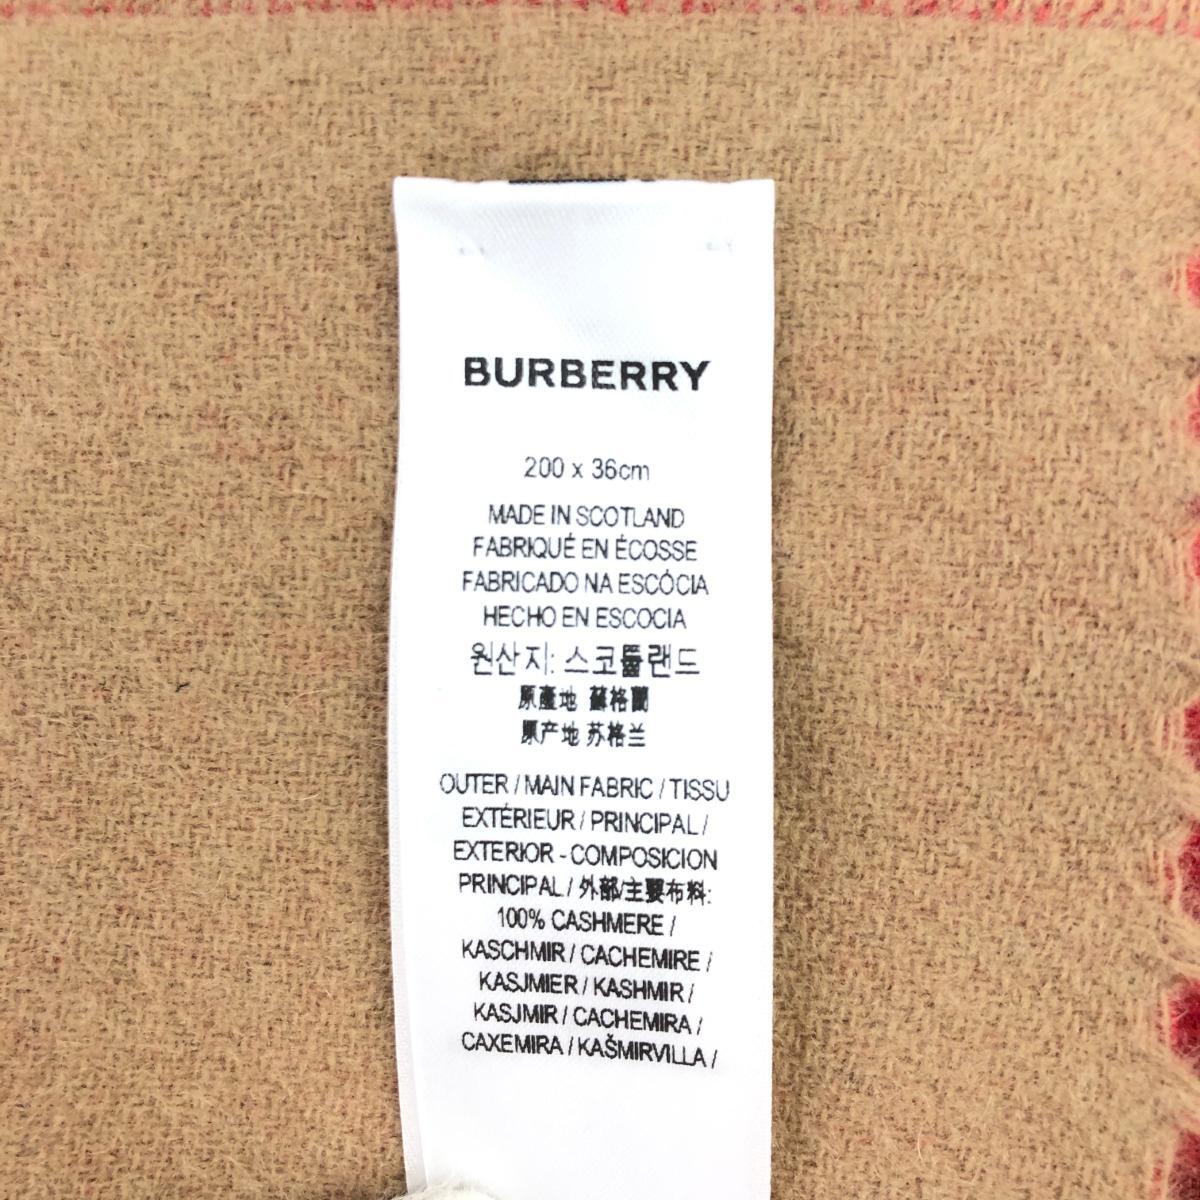 BURBERRY
200 x 36cm
MADE IN SCOTLAND
FABRIQUÉ EN ÉCOSSE
FABRICADO NA ESCÓCIA
HECHO EN ESCOCIA
원산지: 스코틀랜드
原產地 蘇格蘭
原产地 苏格兰
OUTER / MAIN FABRIC / TISSU
EXTÉRIEUR / PRINCIPAL /
EXTERIOR - COMPOSICION
PRINCIPAL / 外部/主要布料:
100% CASHMERE /
KASCHMIR / CACHEMIRE /
KASJMIER / KASHMIR /
KASJMIR / CACHEMIRA /
CAXEMIRA / KAŠMIRVILLA /